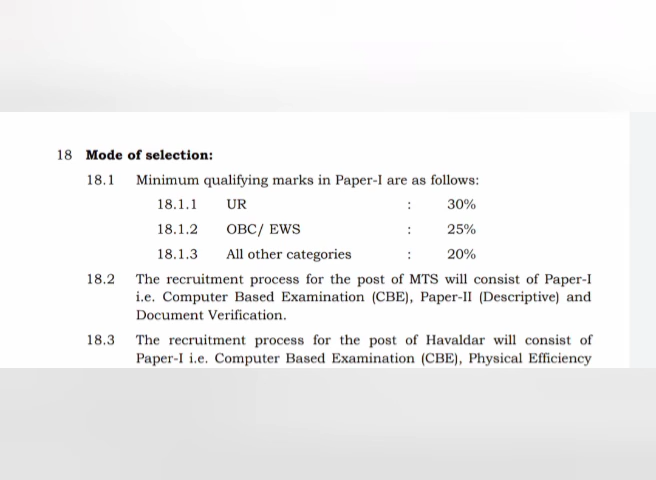 18 Mode of selection:
18.1 Minimum qualifying marks in Paper-I are as follows:
18.1.1 UR : 30%
18.1.2 OBC/ EWS : 25%
18.1.3 All other categories : 20%
18.2 The recruitment process for the post of MTS will consist of Paper-I
i.e. Computer Based Examination (CBE), Paper-II (Descriptive) and
Document Verification.
18.3 The recruitment process for the post of Havaldar will consist of
Paper-I i.e. Computer Based Examination (CBE), Physical Efficiency